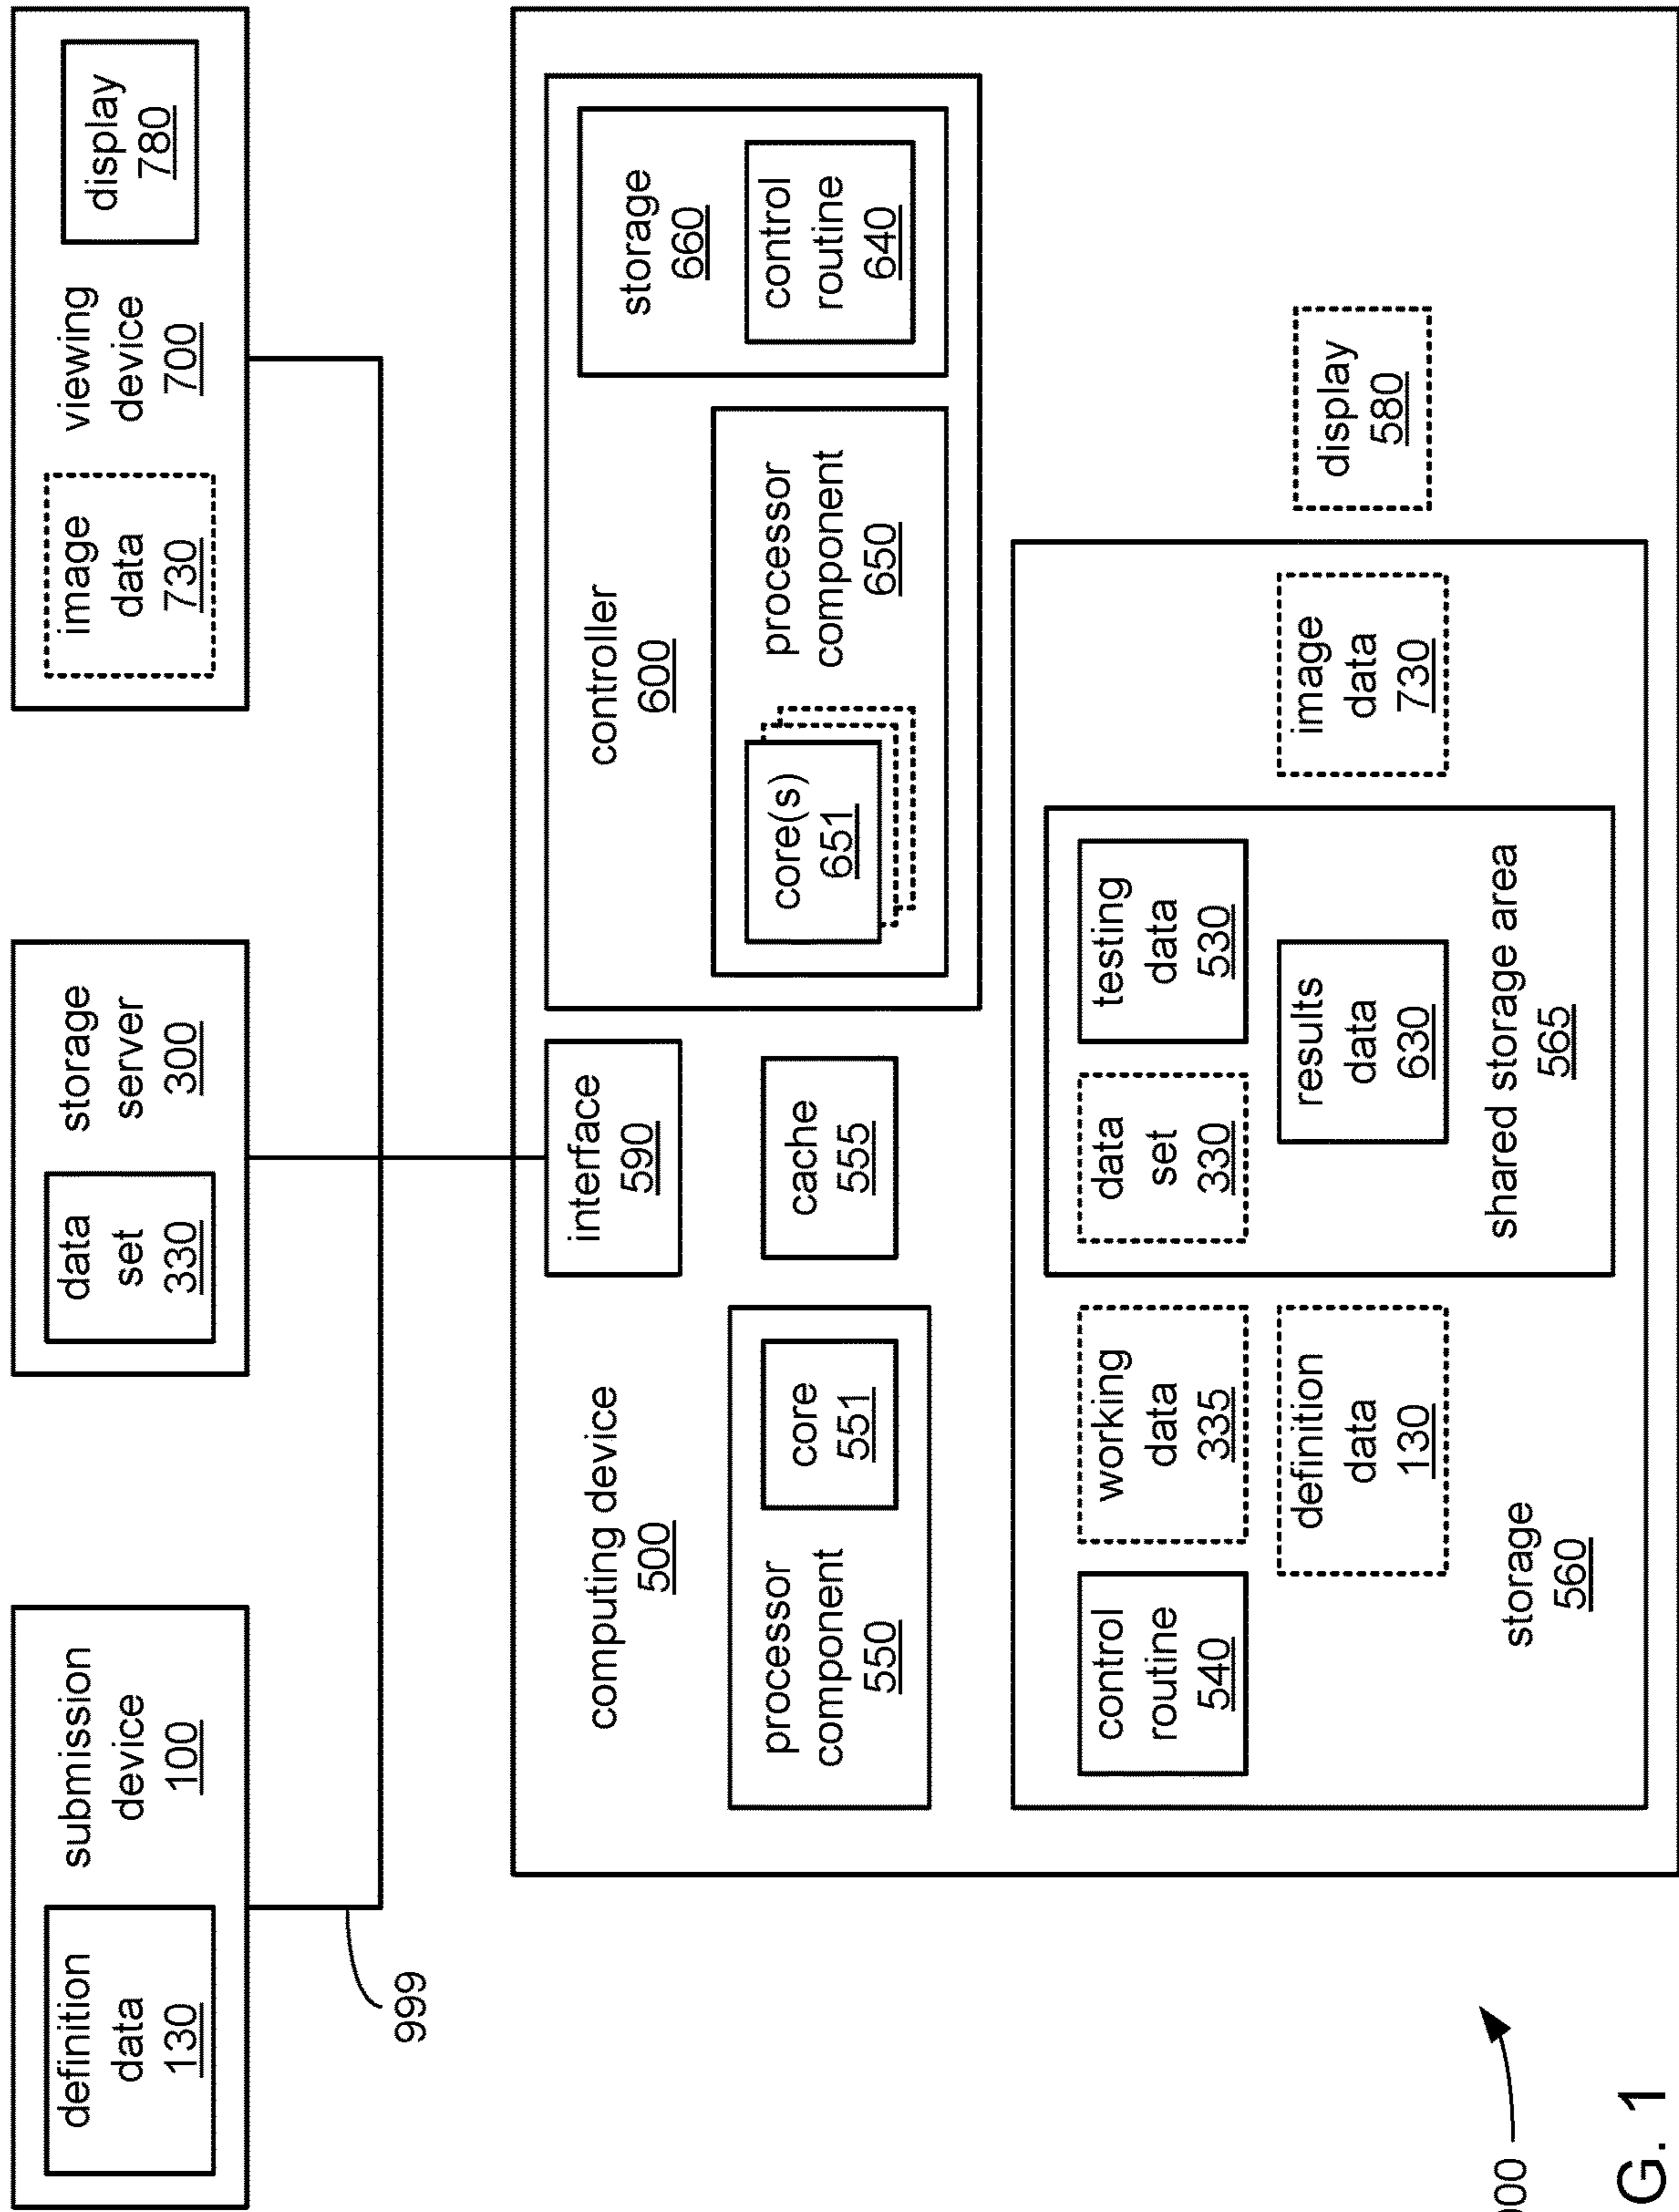 definition
data
130
submission
device
100
data
set
330
storage
server
300
image
data
730
viewing
device
700
display
780
999
computing device
500
interface
590
processor
component
550
core
551
cache
555
controller
600
core(s)
651
processor
component
650
storage
660
control
routine
640
control
routine
540
working
data
335
definition
data
130
storage
560
data
set
330
testing
data
530
results
data
630
shared storage area
565
image
data
730
display
580
00
G. 1